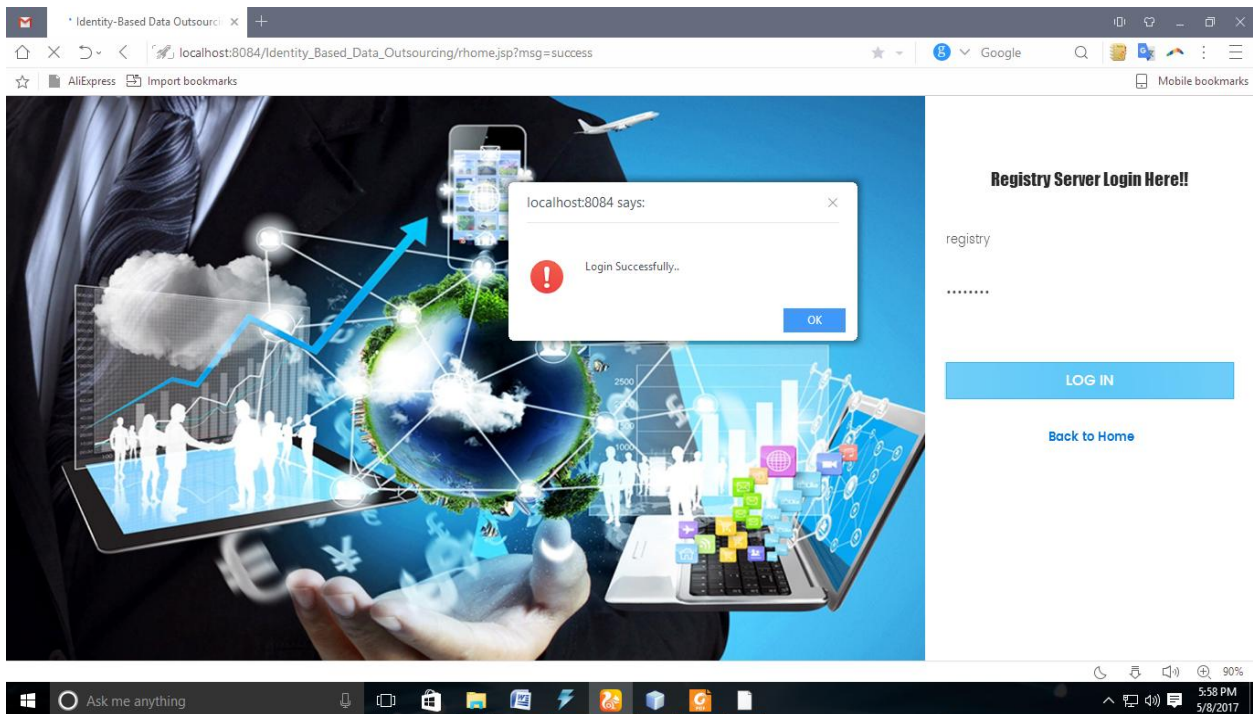 Identity-Based Data Outsourci
localhost:8084/Identity_Based_Data_Outsourcing/rhome.jsp?msg=success
Google
AliExpress Import bookmarks
Mobile bookmarks
Registry Server Login Here!!
localhost:8084 says:
registry
Login Successfully..
........
OK
LOG IN
2500
1000
Back to Home
90%
Ask me anything
5:58 PM
5/8/2017